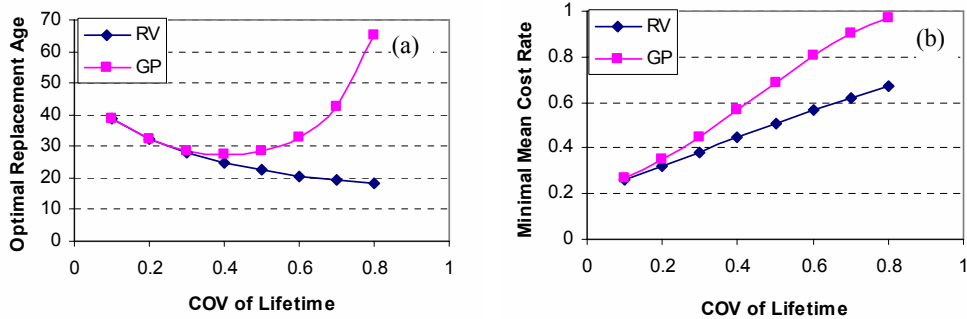 Optimal Replacement Age
70
60
50
40
30
20
10
0
RV
GP
(a)
0
0.2
0.4
0.6
0.8
1
COV of Lifetime
Minimal Mean Cost Rate
1
0.8
0.6
0.4
0.2
0
RV
GP
(b)
0
0.2
0.4
0.6
0.8
1
COV of Lifetime